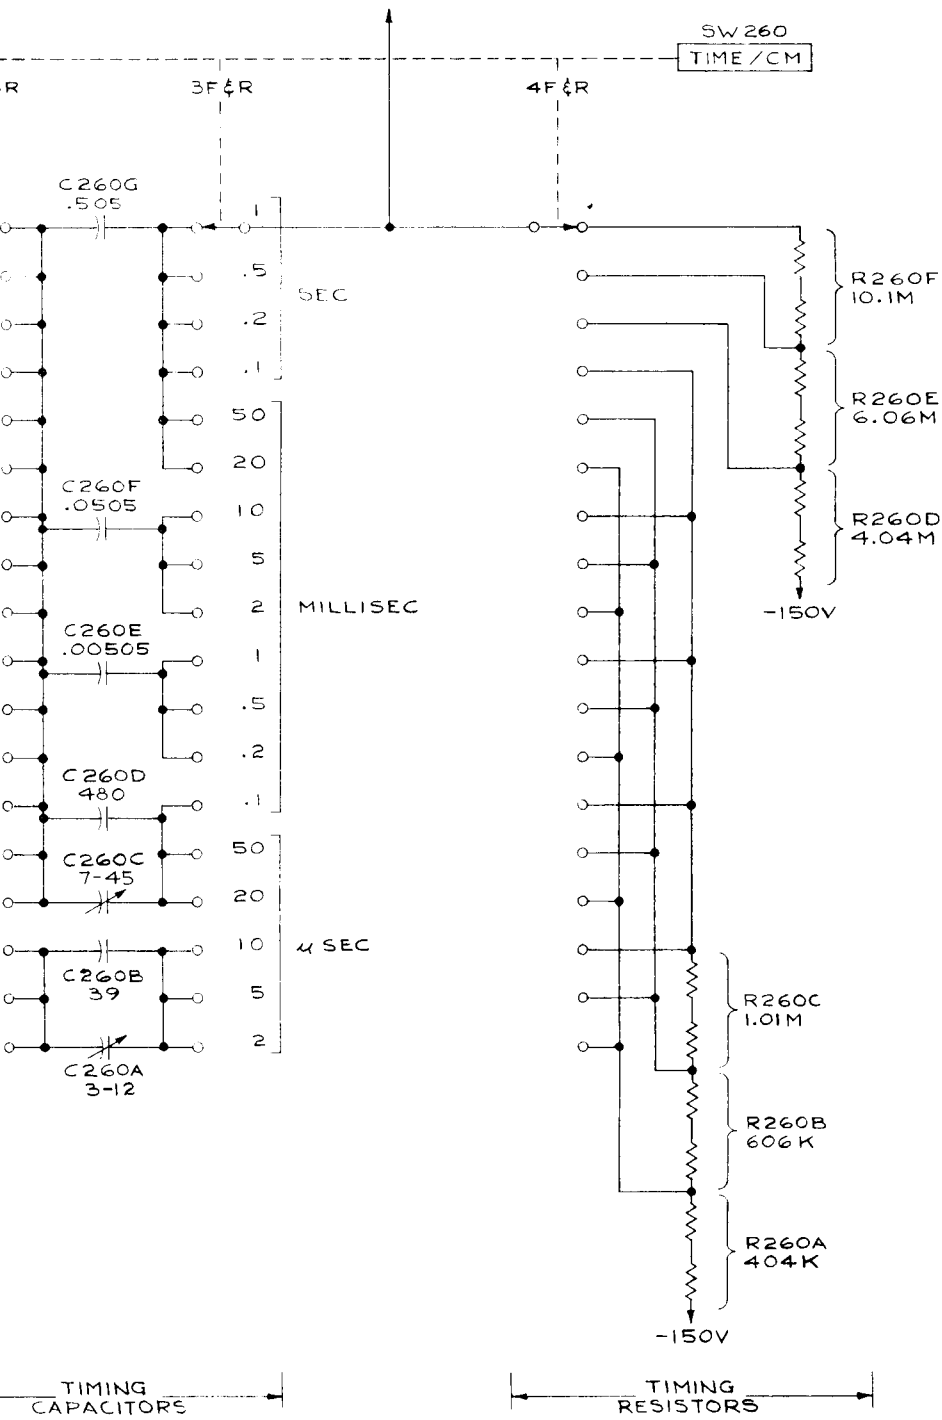 SW 260
TIME/CM
R
3F&R
4F&R
C260G
.505
1
.5
.2
.1
SEC
50
20
10
5
2
1
.5
.2
.1
MILLISEC
50
20
10
5
2
µ SEC
C260F
.0505
C260E
.00505
C260D
480
C260C
7-45
C260B
39
C260A
3-12
R260F
10.1M
R260E
6.06M
R260D
4.04M
-150V
R260C
1.01M
R260B
606K
R260A
404K
-150V
TIMING
CAPACITORS
TIMING
RESISTORS